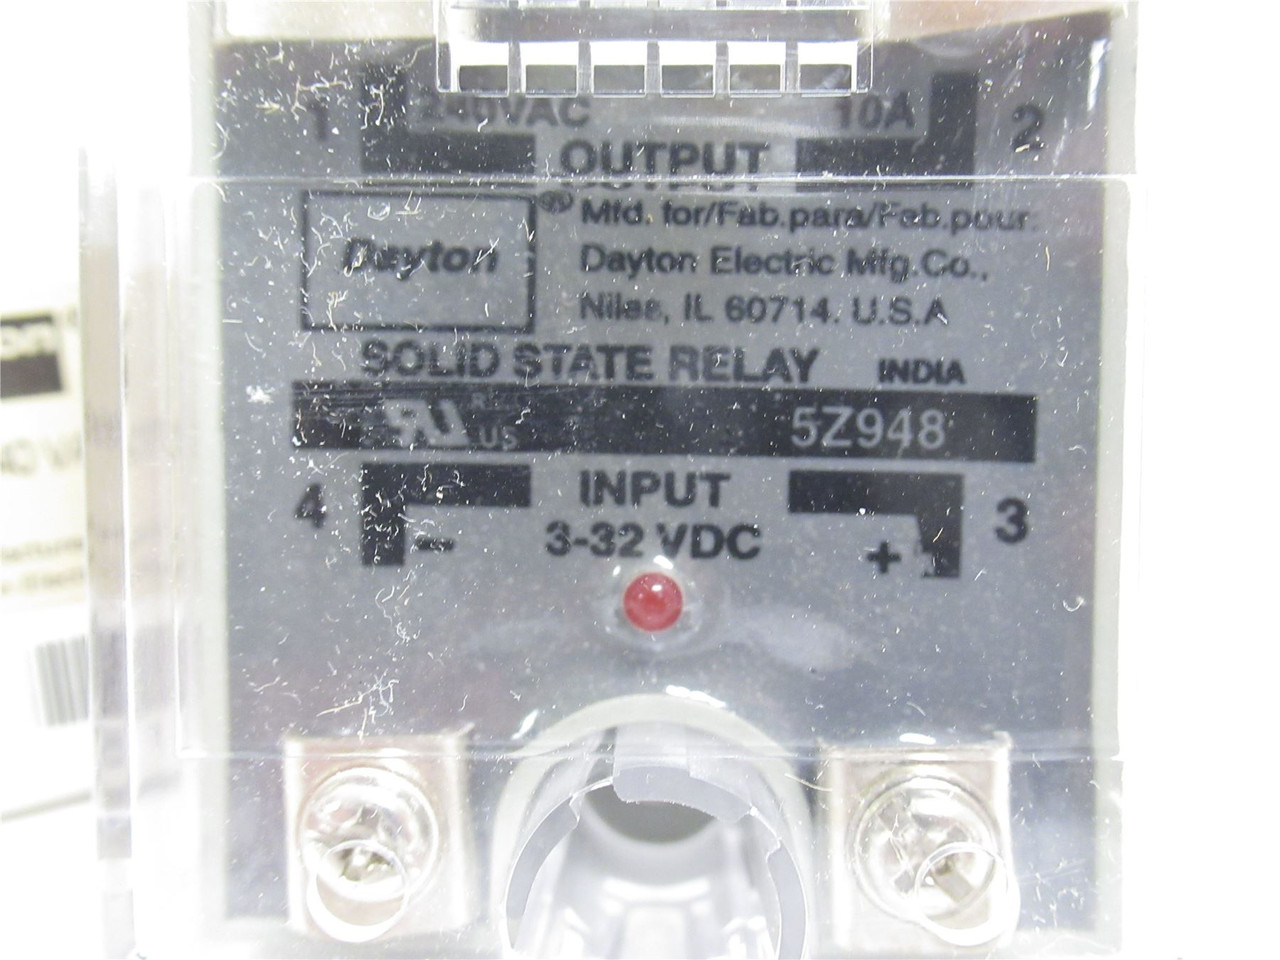 1 240VAC 10A 2
OUTPUT
Dayton ® Mfd. for/Fab.para/Fab.pour:
Dayton Electric Mfg.Co.,
Niles, IL 60714. U.S.A
SOLID STATE RELAY INDIA
RU US 5Z948
4 INPUT 3
- 3-32 VDC +